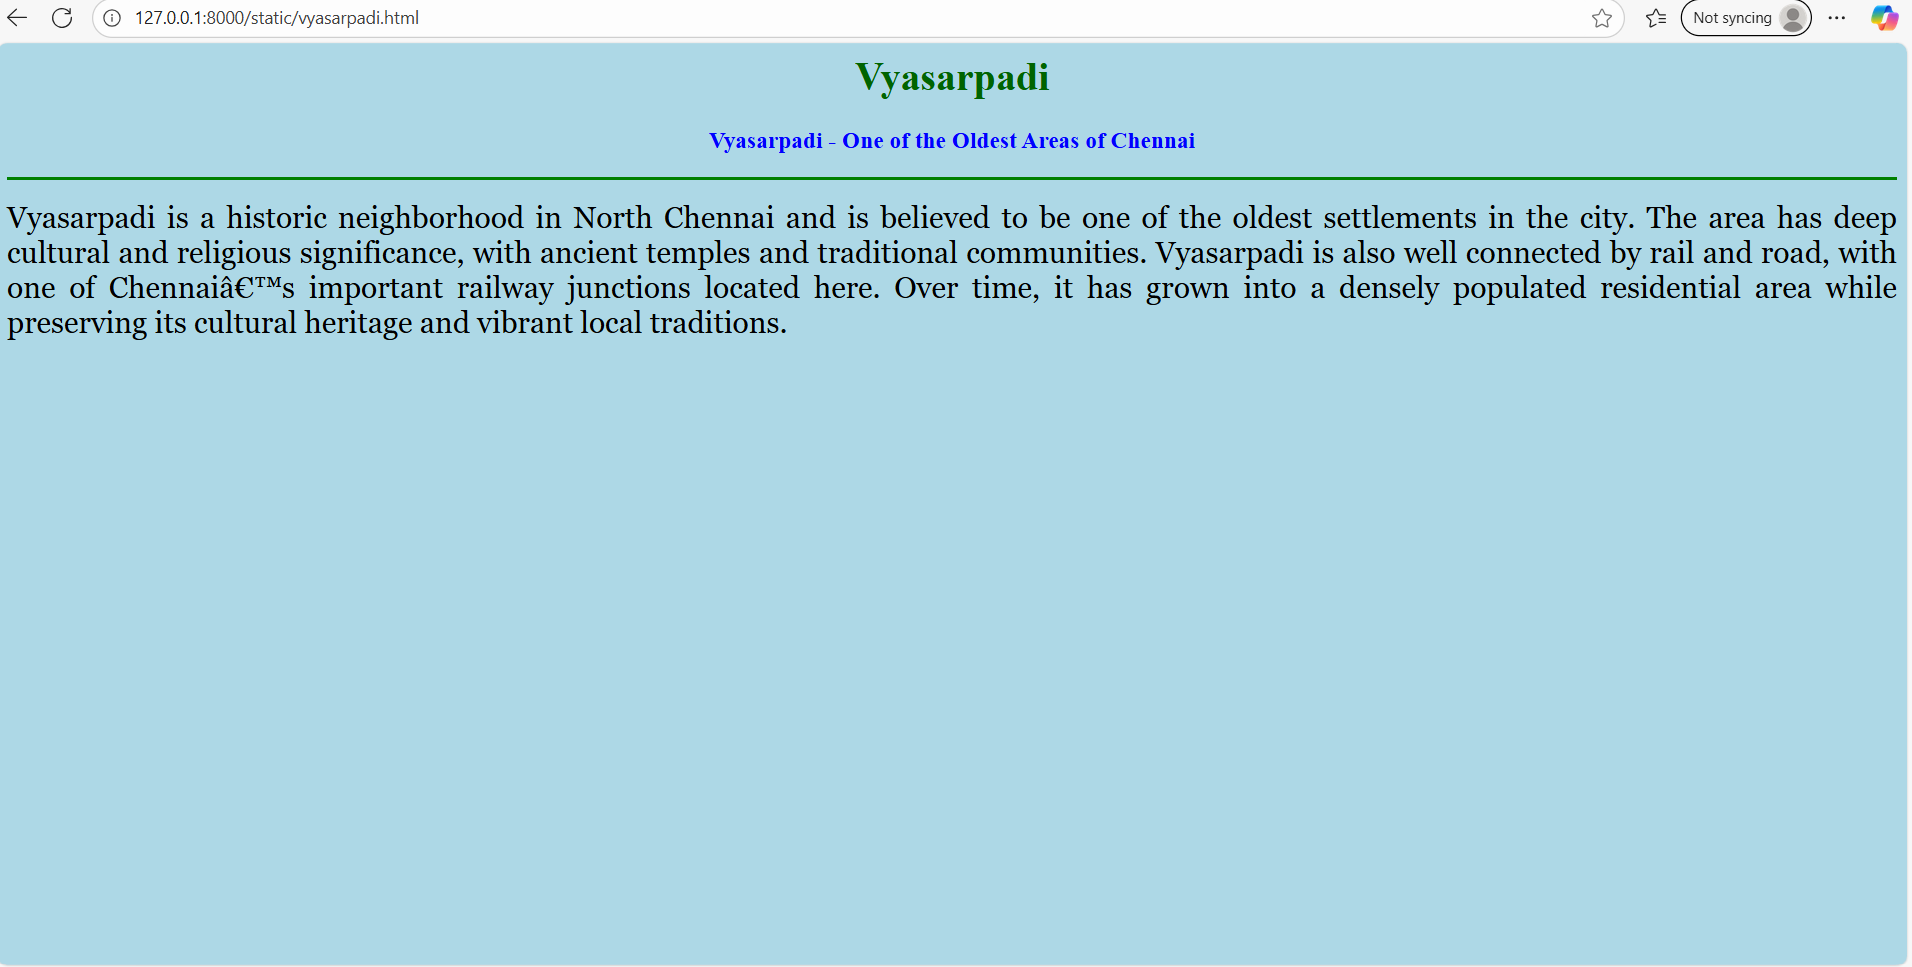 127.0.0.1:8000/static/vyasarpadi.html
Not syncing
Vyasarpadi
Vyasarpadi - One of the Oldest Areas of Chennai
Vyasarpadi is a historic neighborhood in North Chennai and is believed to be one of the oldest settlements in the city. The area has deep
cultural and religious significance, with ancient temples and traditional communities. Vyasarpadi is also well connected by rail and road, with
one of Chennaiâ€™s important railway junctions located here. Over time, it has grown into a densely populated residential area while
preserving its cultural heritage and vibrant local traditions.